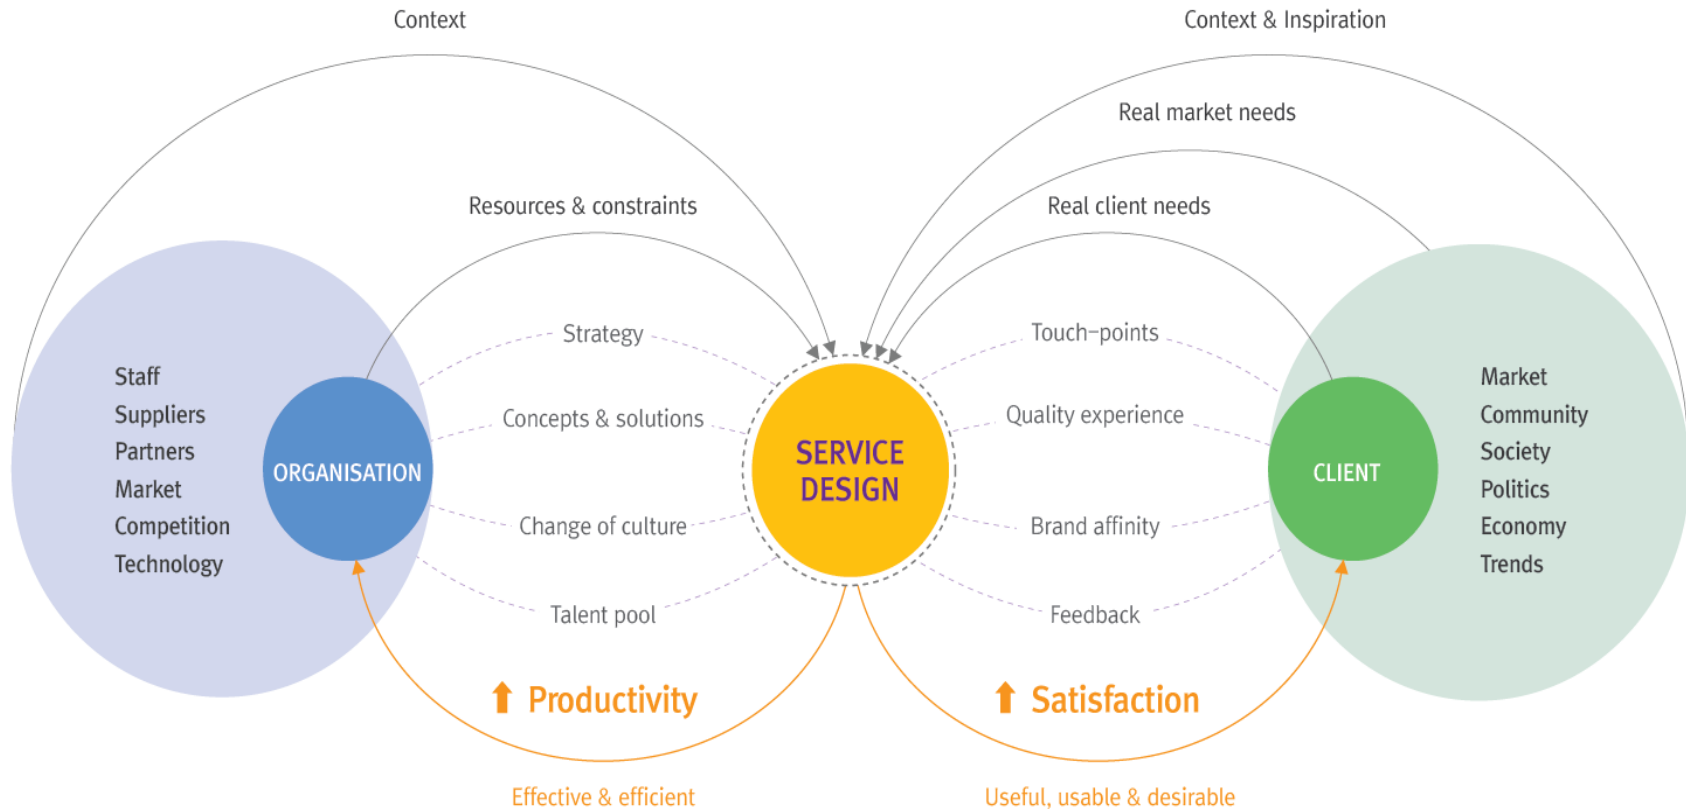 Context
Context & Inspiration
Real market needs
Resources & constraints
Real client needs
Strategy
Touch–points
Staff
Suppliers
Partners
Market
Competition
Technology
ORGANISATION
Concepts & solutions
Change of culture
Talent pool
SERVICE
DESIGN
Quality experience
Brand affinity
Feedback
CLIENT
Market
Community
Society
Politics
Economy
Trends
Productivity
Satisfaction
Effective & efficient
Useful, usable & desirable